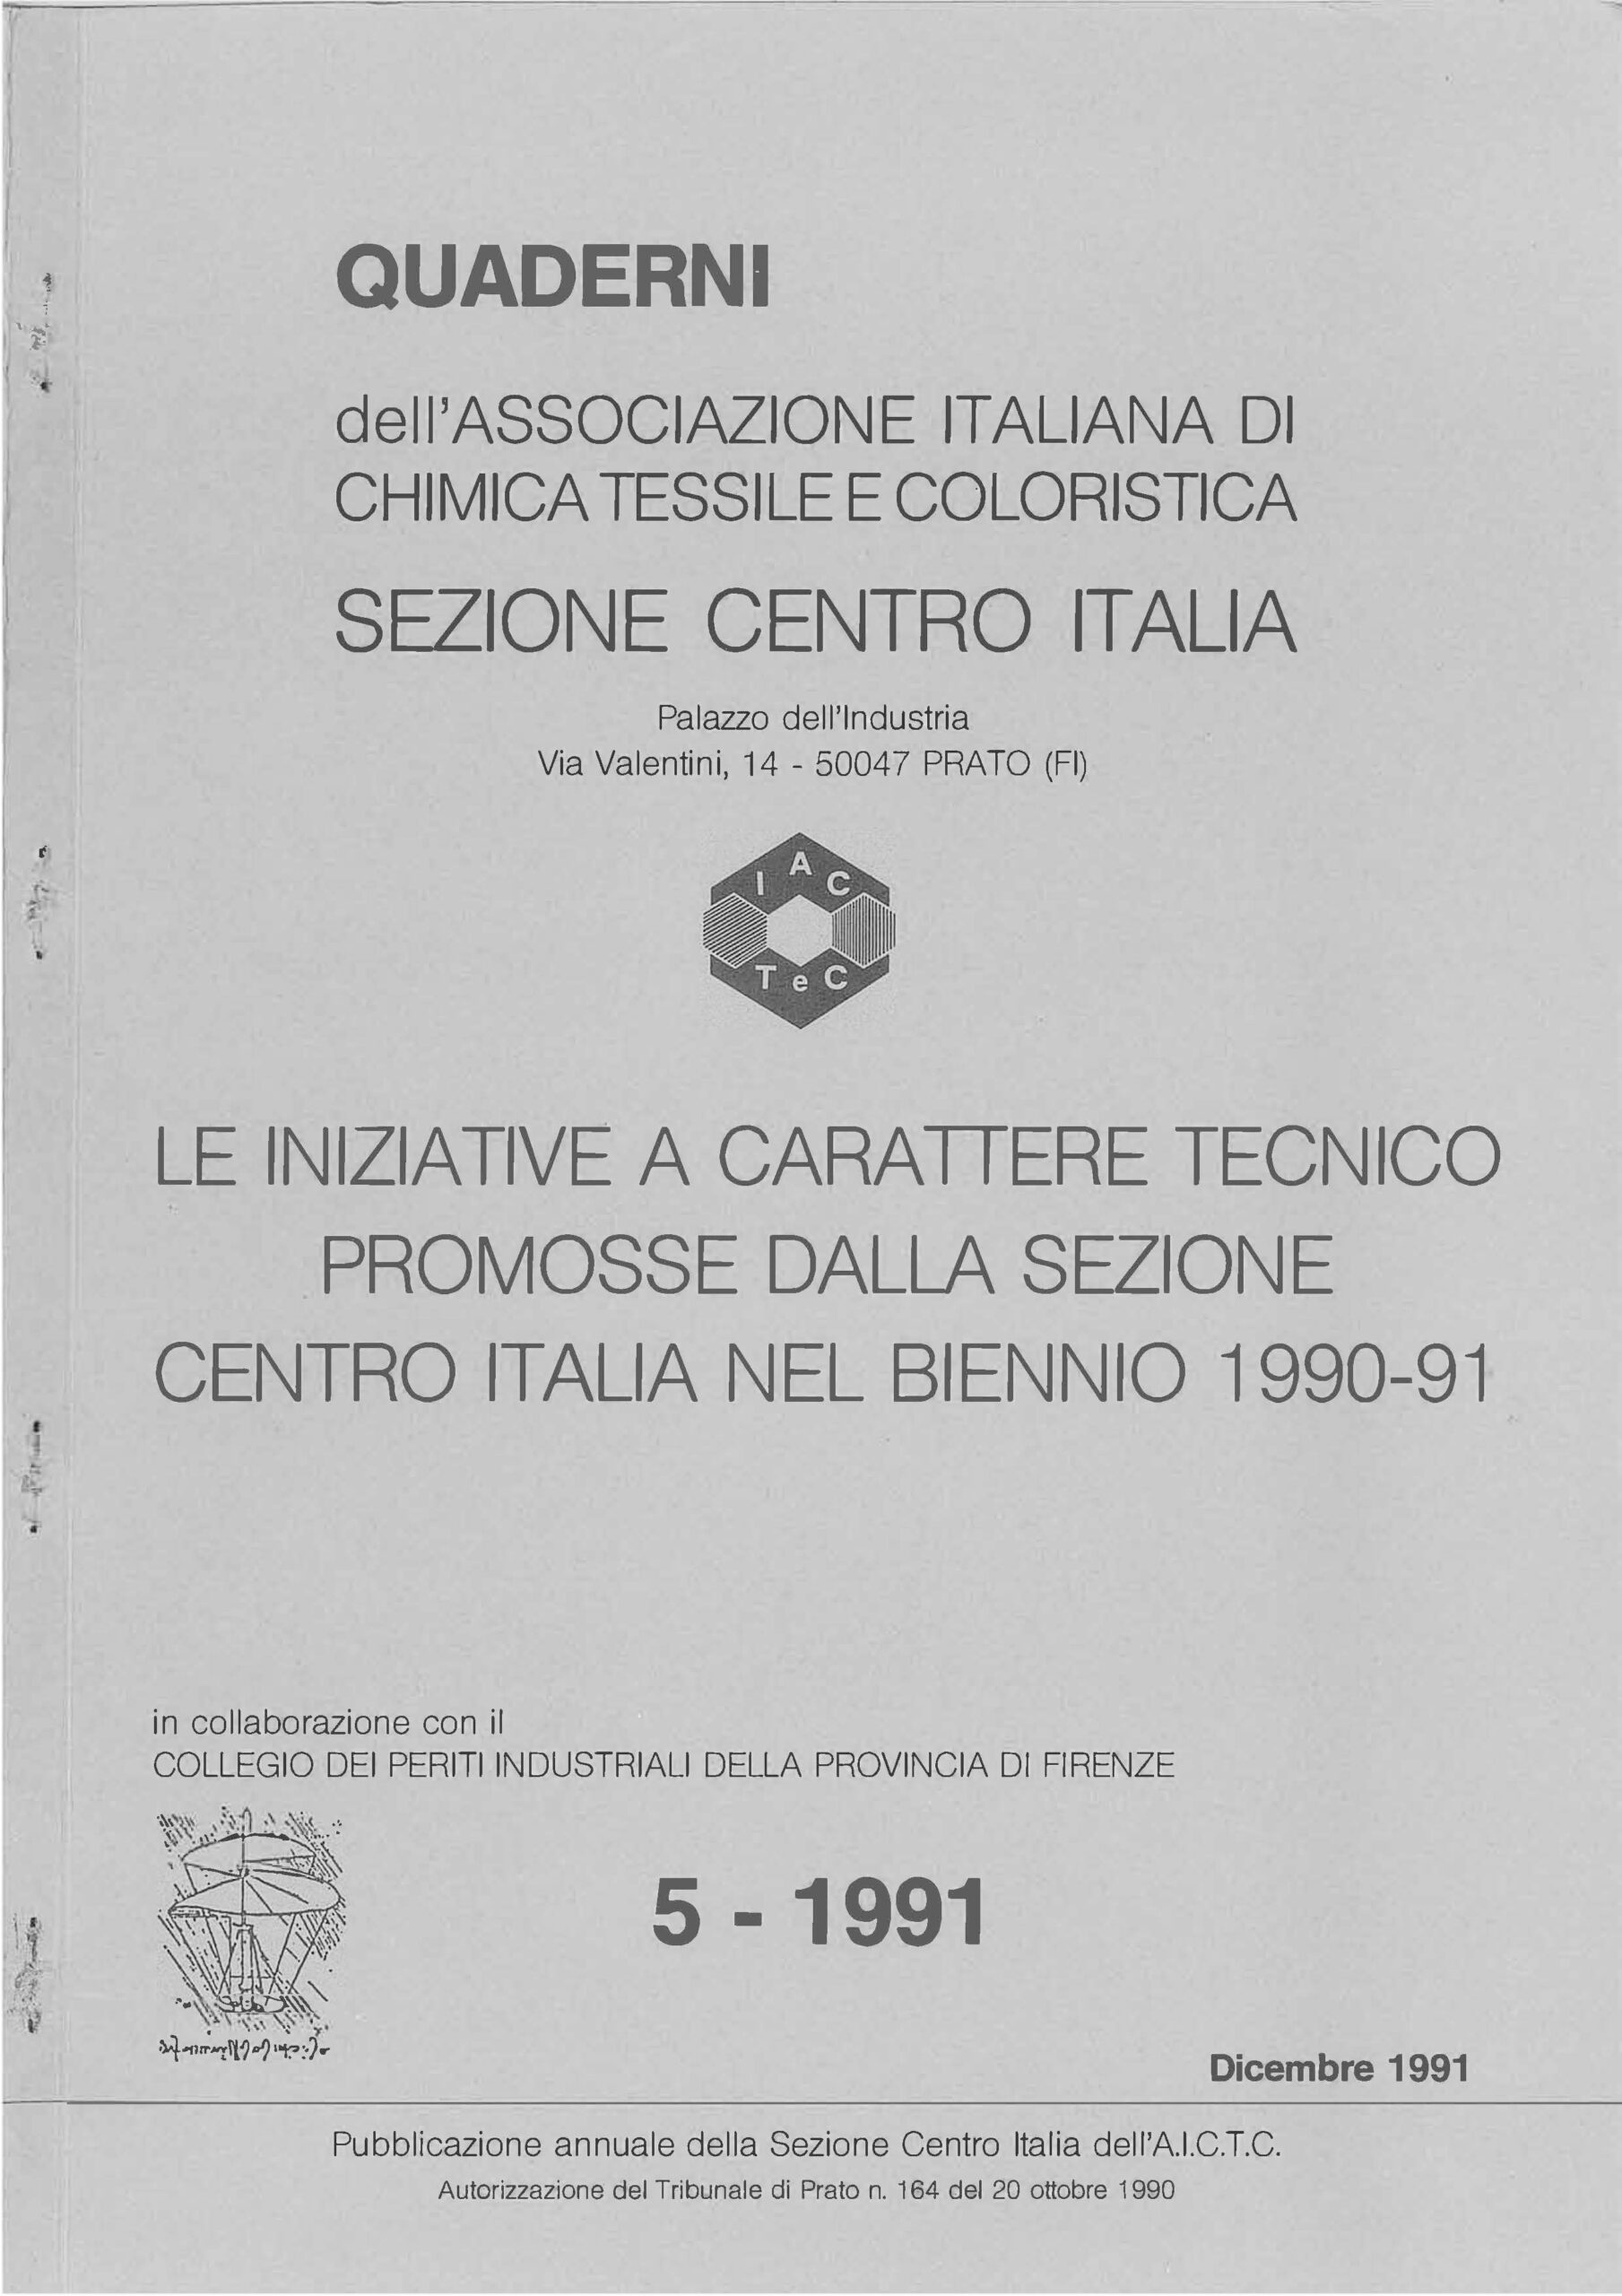 QUADERNI
dell'ASSOCIAZIONE ITALIANA DI
CHIMICA TESSILE E COLORISTICA
SEZIONE CENTRO ITALIA
Palazzo dell'Industria
Via Valentini, 14 - 50047 PRATO (FI)
I A C
T e C
LE INIZIATIVE A CARATTERE TECNICO
PROMOSSE DALLA SEZIONE
CENTRO ITALIA NEL BIENNIO 1990-91
in collaborazione con il
COLLEGIO DEI PERITI INDUSTRIALI DELLA PROVINCIA DI FIRENZE
5 - 1991
Dicembre 1991
Pubblicazione annuale della Sezione Centro Italia dell'A.I.C.T.C.
Autorizzazione del Tribunale di Prato n. 164 del 20 ottobre 1990